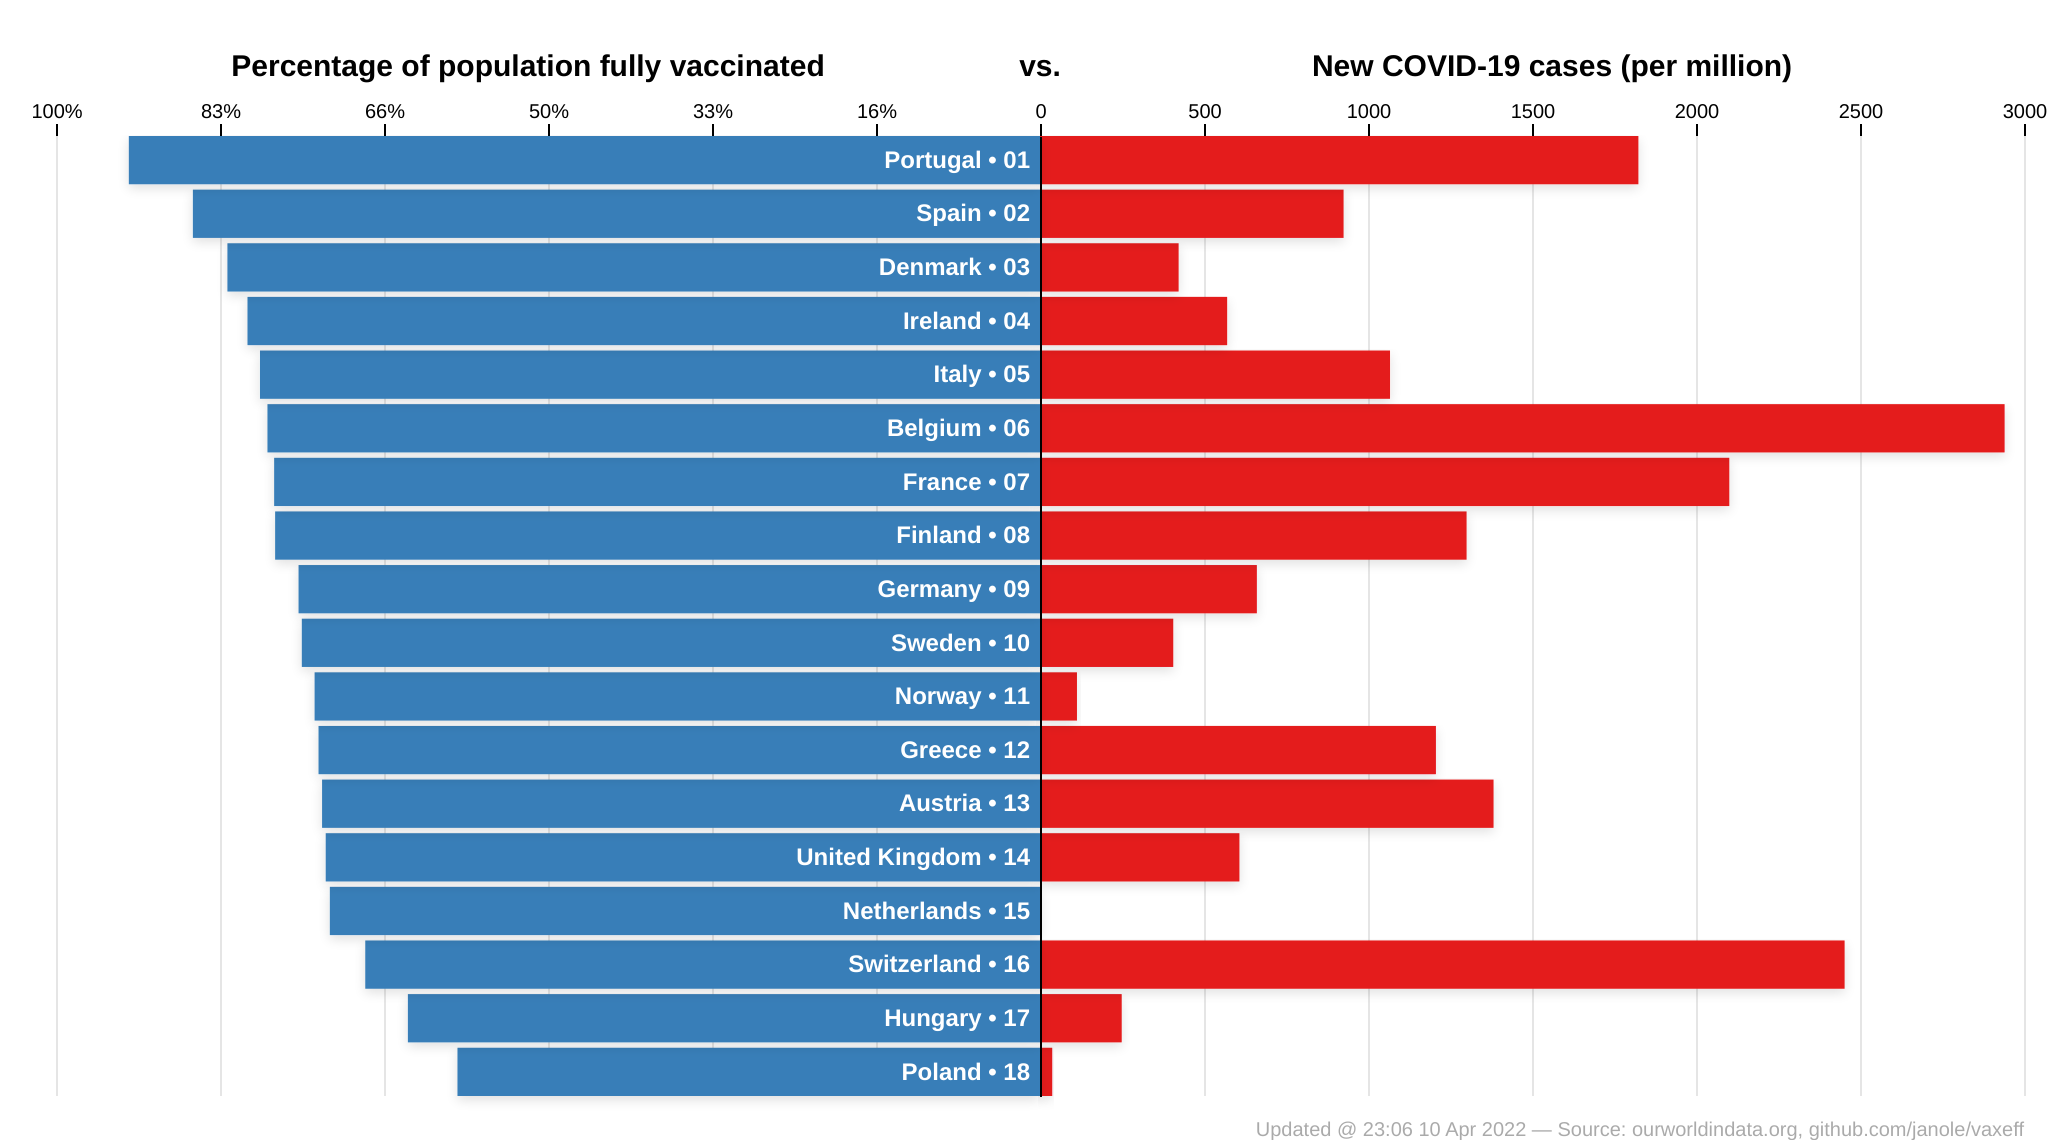 Percentage of population fully vaccinated vs. New COVID-19 cases (per million)
100% 83% 66% 50% 33% 16% 0 500 1000 1500 2000 2500 3000
Portugal • 01
Spain • 02
Denmark • 03
Ireland • 04
Italy • 05
Belgium • 06
France • 07
Finland • 08
Germany • 09
Sweden • 10
Norway • 11
Greece • 12
Austria • 13
United Kingdom • 14
Netherlands • 15
Switzerland • 16
Hungary • 17
Poland • 18
Updated @ 23:06 10 Apr 2022 — Source: ourworldindata.org, github.com/janole/vaxeff